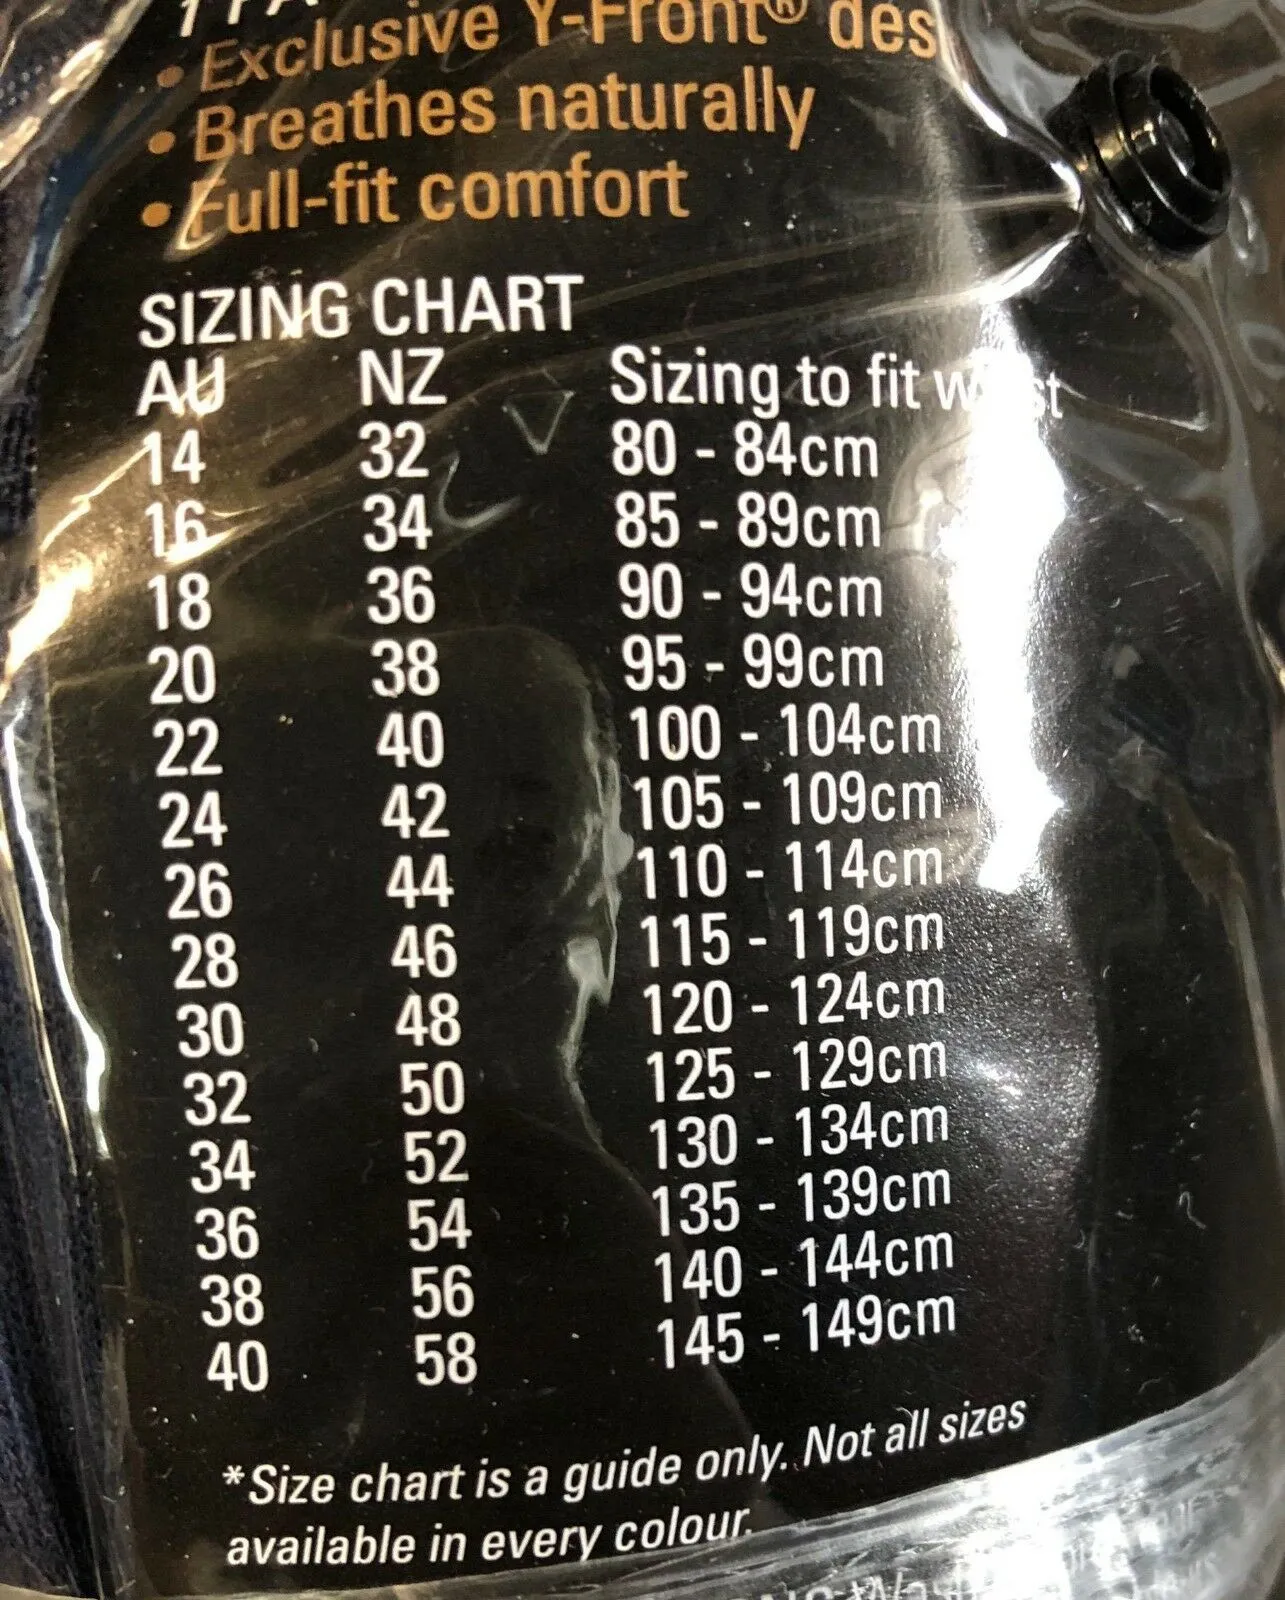 • Exclusive Y-Front® des
• Breathes naturally
• Full-fit comfort
SIZING CHART
AU NZ Sizing to fit waist
14 32 80 - 84cm
16 34 85 - 89cm
18 36 90 - 94cm
20 38 95 - 99cm
22 40 100 - 104cm
24 42 105 - 109cm
26 44 110 - 114cm
28 46 115 - 119cm
30 48 120 - 124cm
32 50 125 - 129cm
34 52 130 - 134cm
36 54 135 - 139cm
38 56 140 - 144cm
40 58 145 - 149cm
*Size chart is a guide only. Not all sizes
available in every colour.